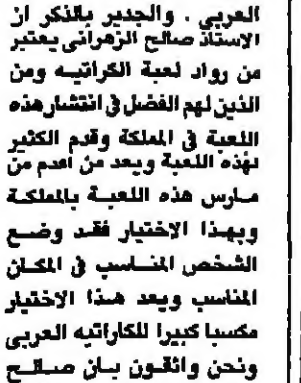 العربي . والجدير بالذكر ان
الاستاذ صالح الزهراني يعتبر
من رواد لعبة الكراتيه ومن
الذين لهم الفضل في انتشار هذه
اللعبة في المملكة وقدم الكثير
لهذه اللعبة ويعد من اقدم من
مارس هذه اللعبة بالمملكة
وبهذا الاختيار فقد وضع
الشخص المناسب في المكان
المناسب ويعد هذا الاختيار
مكسبا كبيرا للكاراتيه العربي
ونحن واثقون بان صالح